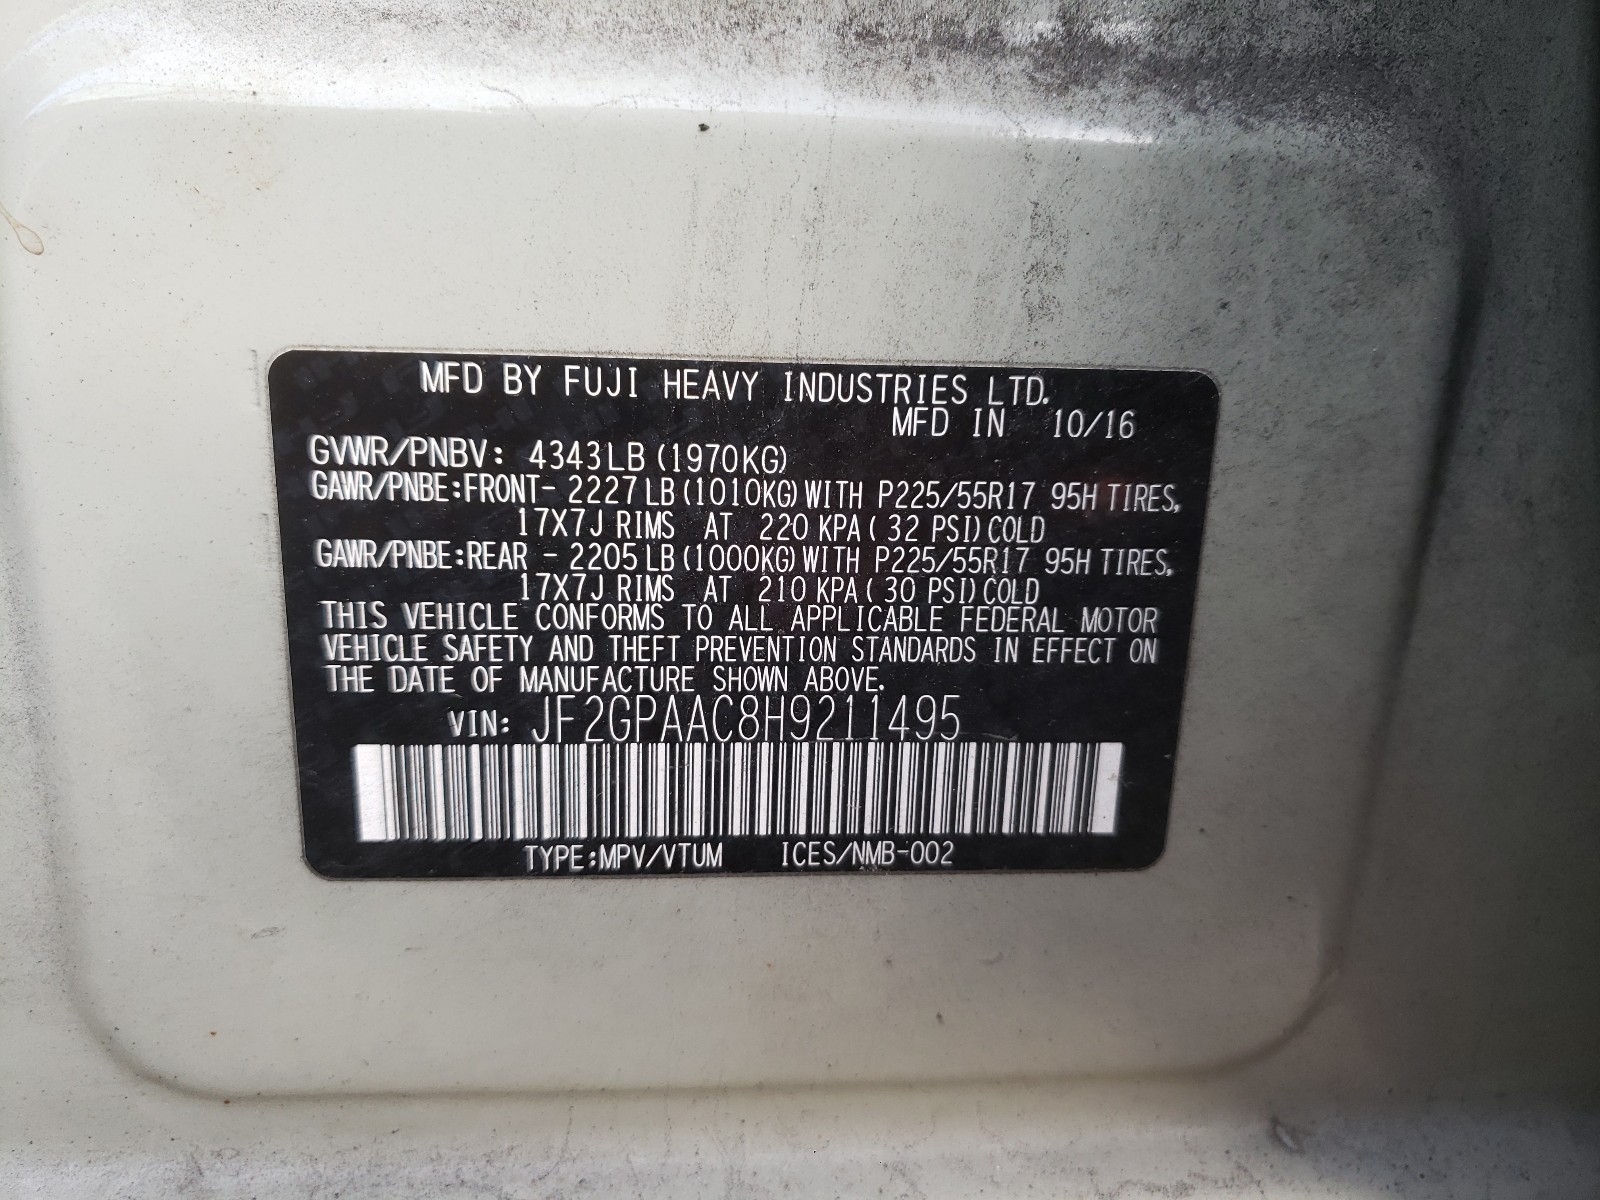 MFD BY FUJI HEAVY INDUSTRIES LTD.
MFD IN 10/16
GVWR/PNBV: 4343LB (1970KG)
GAWR/PNBE:FRONT- 2227LB (1010KG) WITH P225/55R17 95H TIRES,
17X7J RIMS AT 220 KPA ( 32 PSI) COLD
GAWR/PNBE:REAR - 2205LB (1000KG) WITH P225/55R17 95H TIRES,
17X7J RIMS AT 210 KPA ( 30 PSI) COLD
THIS VEHICLE CONFORMS TO ALL APPLICABLE FEDERAL MOTOR
VEHICLE SAFETY AND THEFT PREVENTION STANDARDS IN EFFECT ON
THE DATE OF MANUFACTURE SHOWN ABOVE.
VIN: JF2GPAAC8H9211495
TYPE:MPV/VTUM ICES/NMB-002